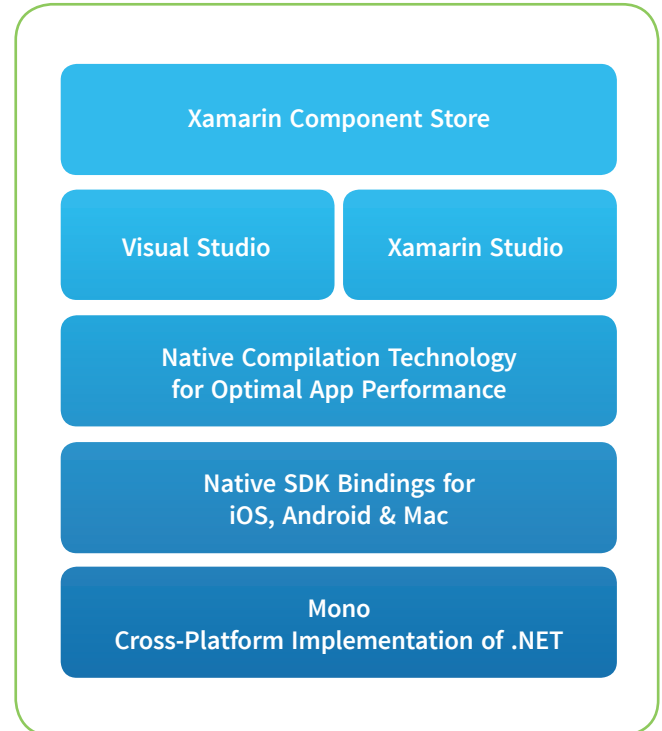 Xamarin Component Store
Visual Studio
Xamarin Studio
Native Compilation Technology
for Optimal App Performance
Native SDK Bindings for
iOS, Android & Mac
Mono
Cross-Platform Implementation of .NET